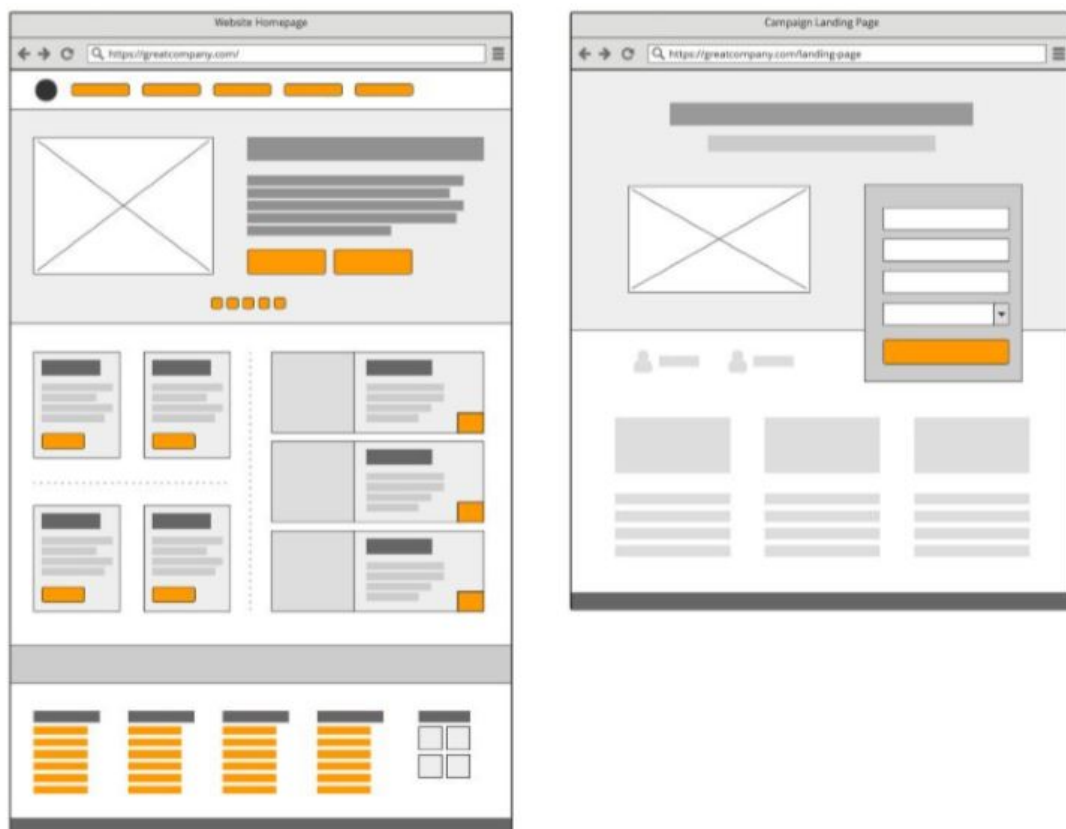 Website Homepage
https://greatcompany.com/
Campaign Landing Page
https://greatcompany.com/landing-page